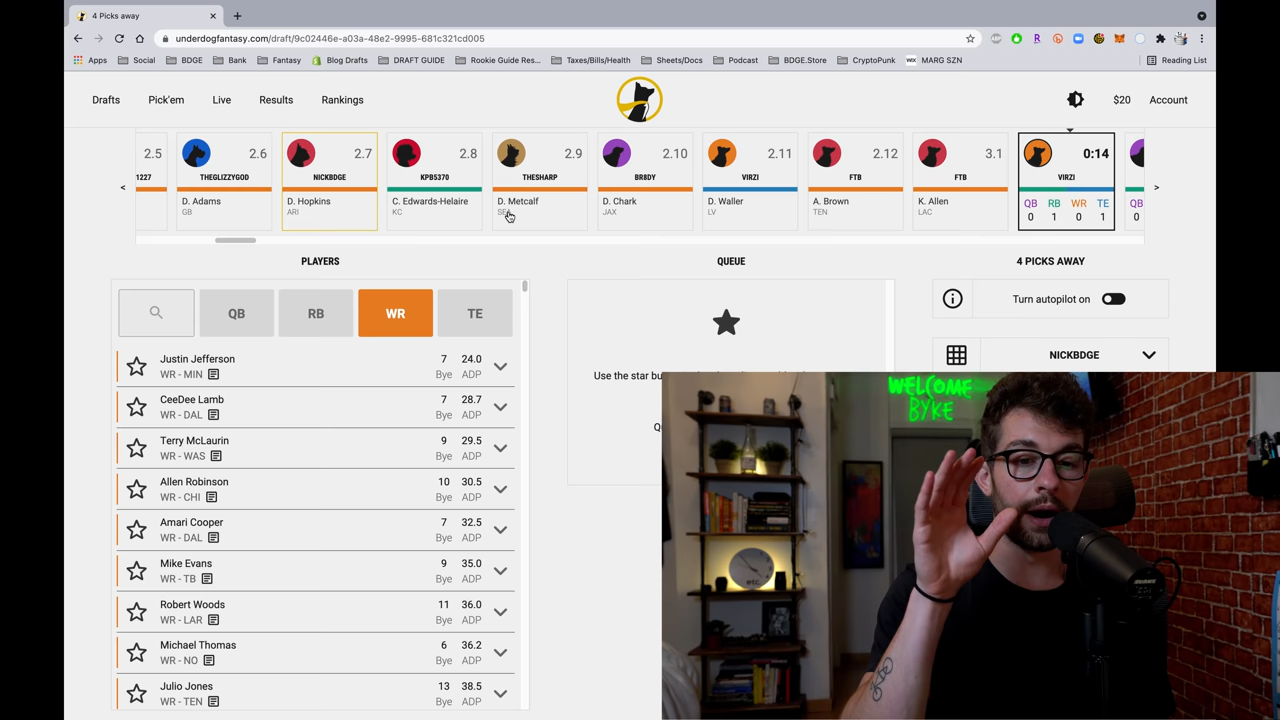 4 Picks away
underdogfantasy.com/draft/9c02446e-a03a-48e2-9995-681c321cd005
Apps Social BDGE Bank Fantasy Blog Drafts DRAFT GUIDE Rookie Guide Res... Taxes/Bills/Health Sheets/Docs Podcast BDGE.Store CryptoPunk WIX MARG SZN Reading List
Drafts Pick'em Live Results Rankings $20 Account
2.5 2.6 2.7 2.8 2.9 2.10 2.11 2.12 3.1 0:14
1227 THEGLIZZYGOD NICKBDGE KPB5370 THESHARP BR8DY VIRZI FTB FTB VIRZI
D. Adams D. Hopkins C. Edwards-Helaire D. Metcalf D. Chark D. Waller A. Brown K. Allen QB RB WR TE QB
GB ARI KC SEA JAX LV TEN LAC 0 1 0 1 0
PLAYERS QUEUE 4 PICKS AWAY
QB RB WR TE
Turn autopilot on
Justin Jefferson 7 24.0
WR - MIN Bye ADP
NICKBDGE
Use the star bu
CeeDee Lamb 7 28.7
WR - DAL Bye ADP
WELCOME
BYKE
Terry McLaurin 9 29.5
WR - WAS Bye ADP
Allen Robinson 10 30.5
WR - CHI Bye ADP
Amari Cooper 7 32.5
WR - DAL Bye ADP
Mike Evans 9 35.0
WR - TB Bye ADP
etc.
Robert Woods 11 36.0
WR - LAR Bye ADP
Michael Thomas 6 36.2
WR - NO Bye ADP
Julio Jones 13 38.5
WR - TEN Bye ADP